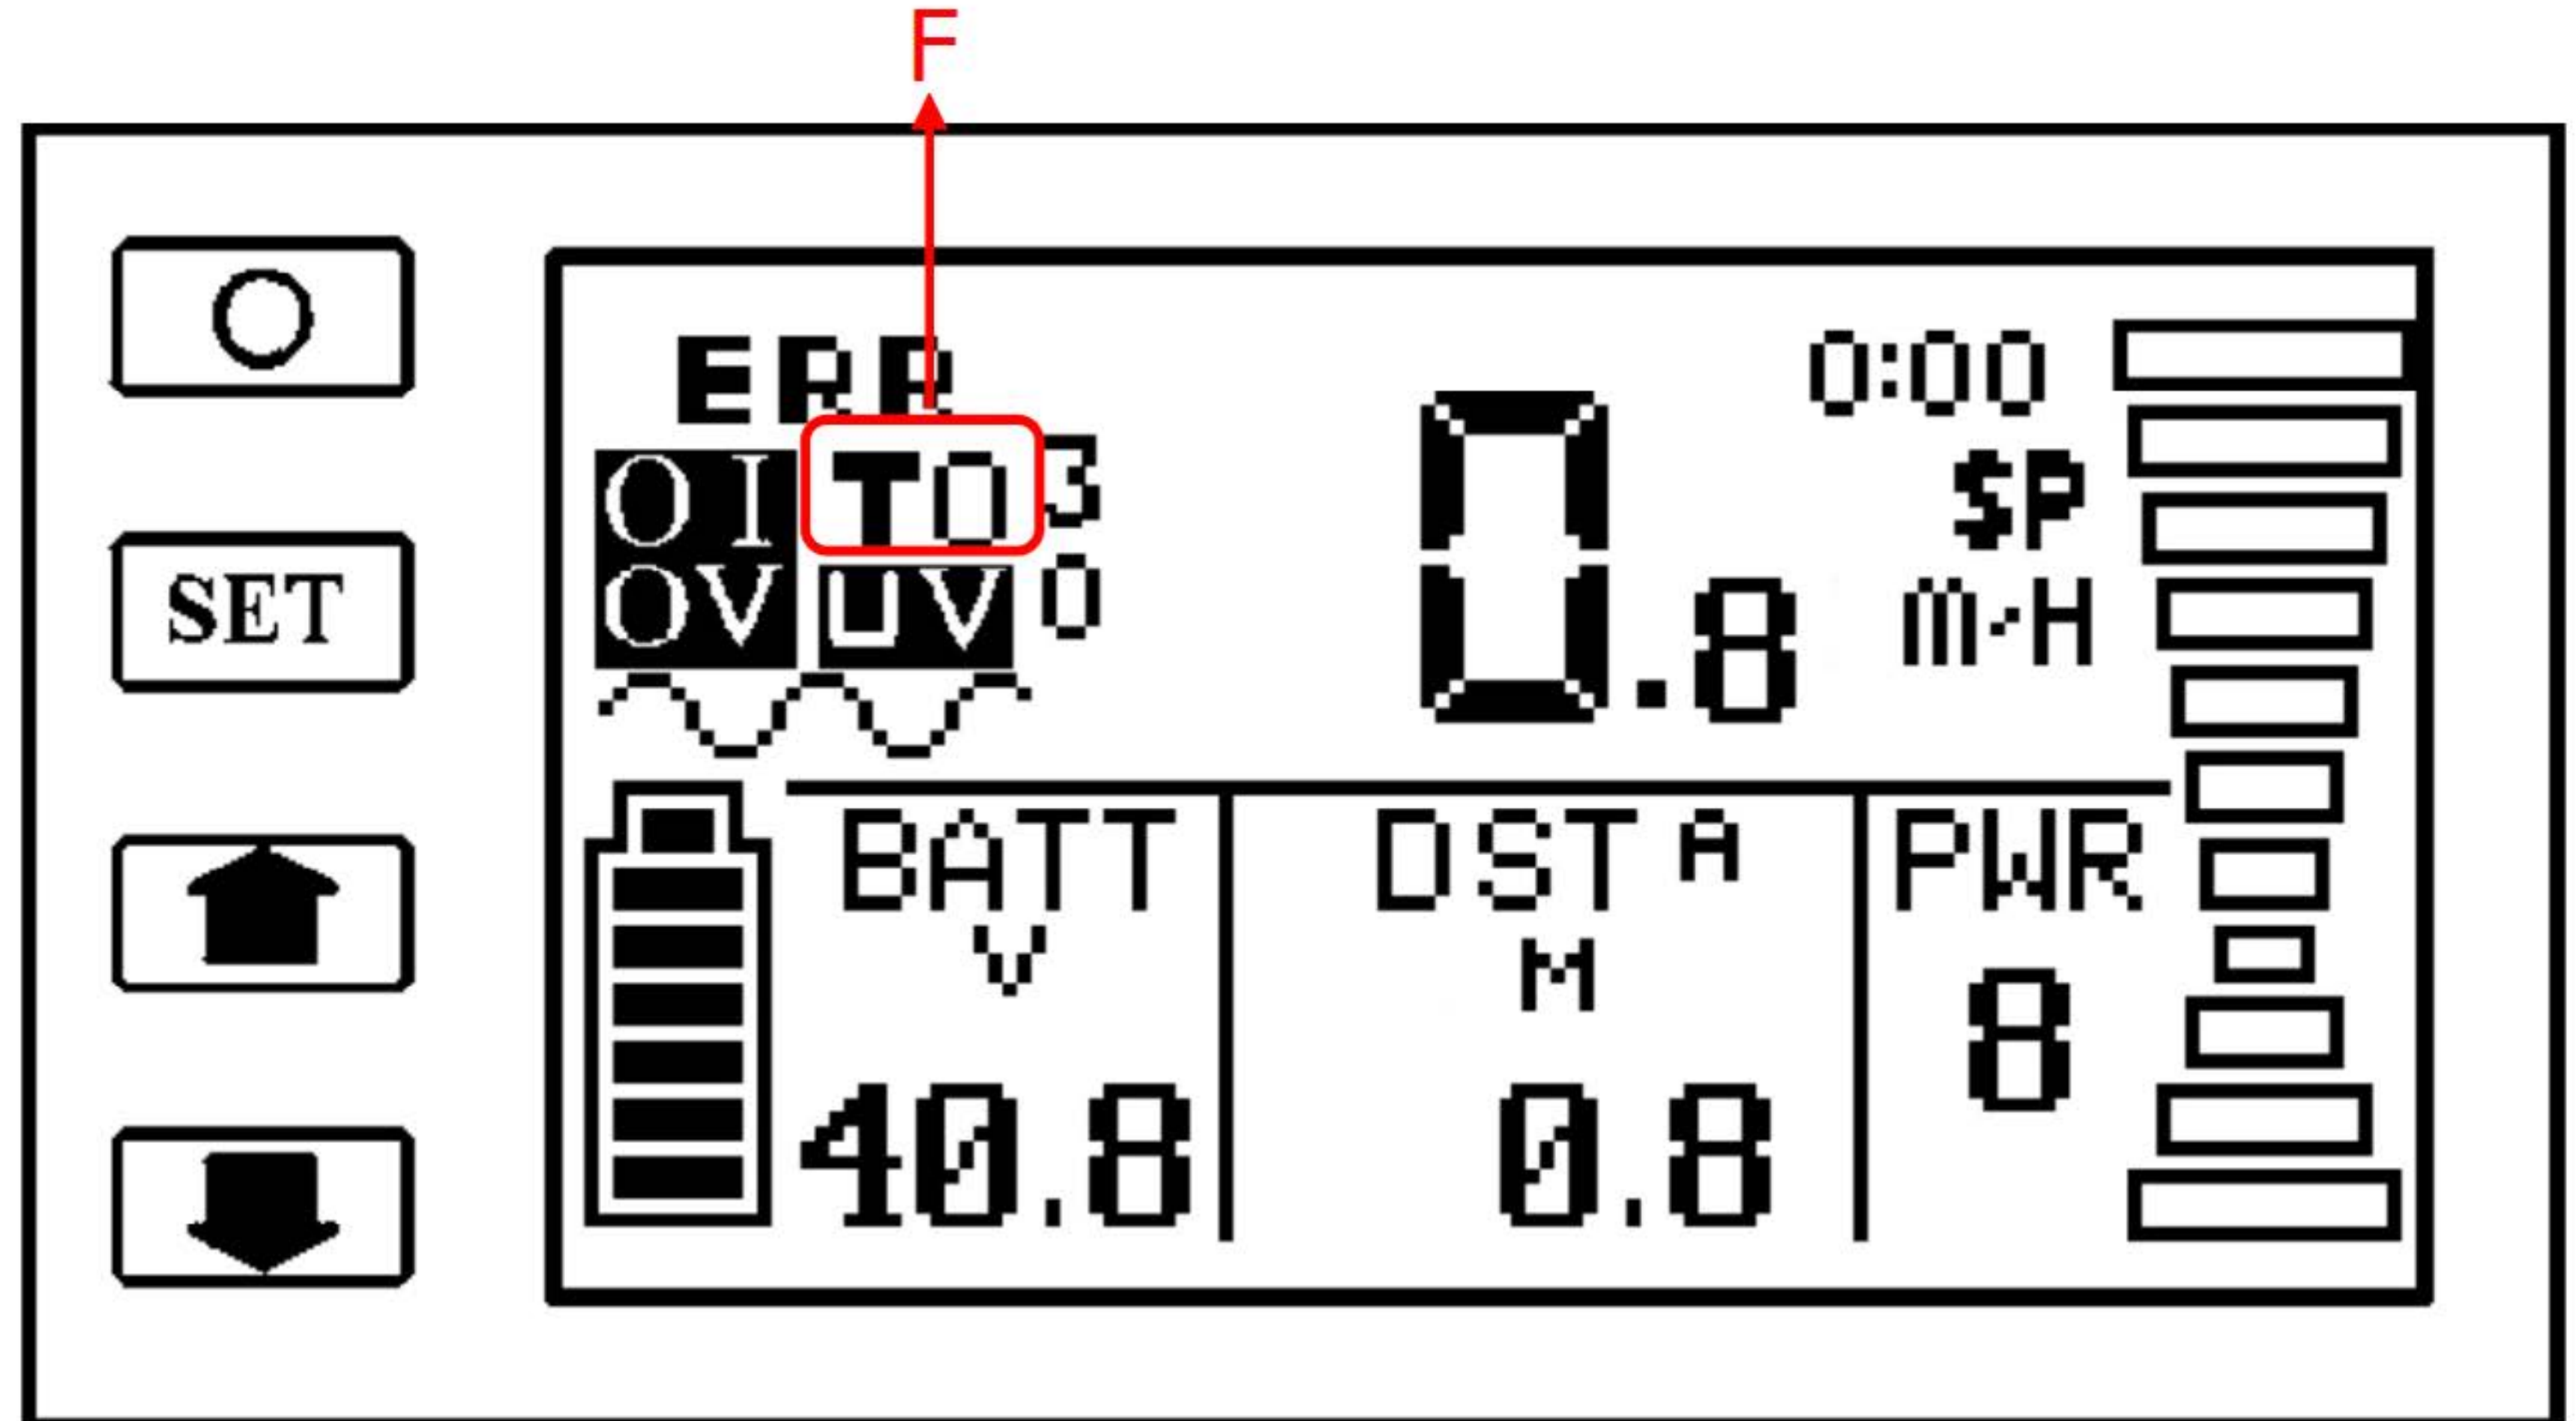 F
ERR
0:00
OI TO 3
SP
OV UV 0
SET
0.8
M/H
BATT
V
40.8
DST A
M
0.8
PWR
8